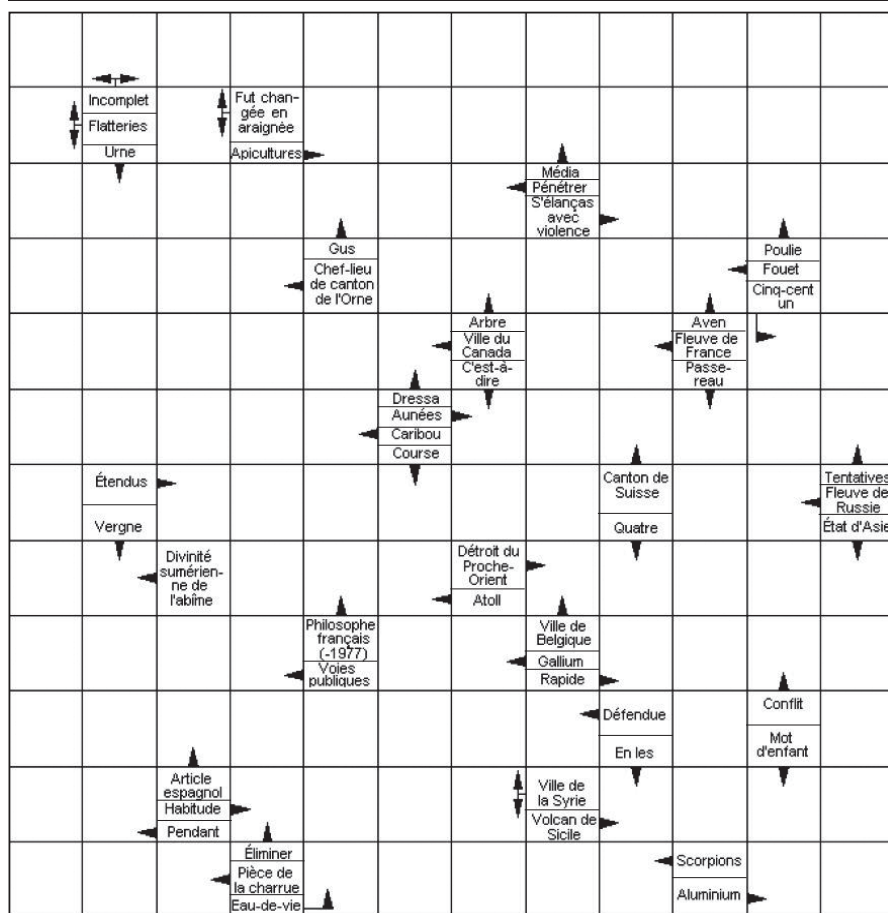 Incomplet
Flatteries
Urne
Fut chan-
gée en
araignée
Apicultures
Média
Pénétrer
S'élanças
avec
violence
Gus
Chef-lieu
de canton
de l'Orne
Poulie
Fouet
Cinq-cent
un
Arbre
Ville du
Canada
C'est-à-
dire
Aven
Fleuve de
France
Passe-
reau
Dressa
Aunées
Caribou
Course
Étendus
Vergne
Canton de
Suisse
Quatre
Tentatives
Fleuve de
Russie
État d'Asie
Divinité
sumérien-
ne de
l'abîme
Détroit du
Proche-
Orient
Atoll
Philosophe
français
(-1977)
Voies
publiques
Ville de
Belgique
Gallium
Rapide
Défendue
En les
Conflit
Mot
d'enfant
Article
espagnol
Habitude
Pendant
Ville de
la Syrie
Volcan de
Sicile
Éliminer
Pièce de
la charrue
Eau-de-vie
Scorpions
Aluminium